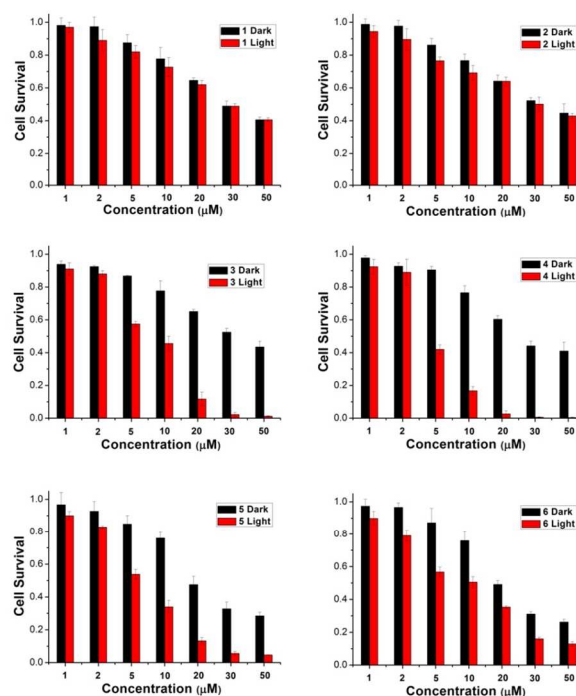 1.0
0.8
0.6
0.4
0.2
0.0
Cell Survival
1 Dark
1 Light
1 2 5 10 20 30 50
Concentration (μM)
1.0
0.8
0.6
0.4
0.2
0.0
Cell Survival
2 Dark
2 Light
1 2 5 10 20 30 50
Concentration (μM)
1.0
0.8
0.6
0.4
0.2
0.0
Cell Survival
3 Dark
3 Light
1 2 5 10 20 30 50
Concentration (μM)
1.0
0.8
0.6
0.4
0.2
0.0
Cell Survival
4 Dark
4 Light
1 2 5 10 20 30 50
Concentration (μM)
1.0
0.8
0.6
0.4
0.2
0.0
Cell Survival
5 Dark
5 Light
1 2 5 10 20 30 50
Concentration (μM)
1.0
0.8
0.6
0.4
0.2
0.0
Cell Survival
6 Dark
6 Light
1 2 5 10 20 30 50
Concentration (μM)